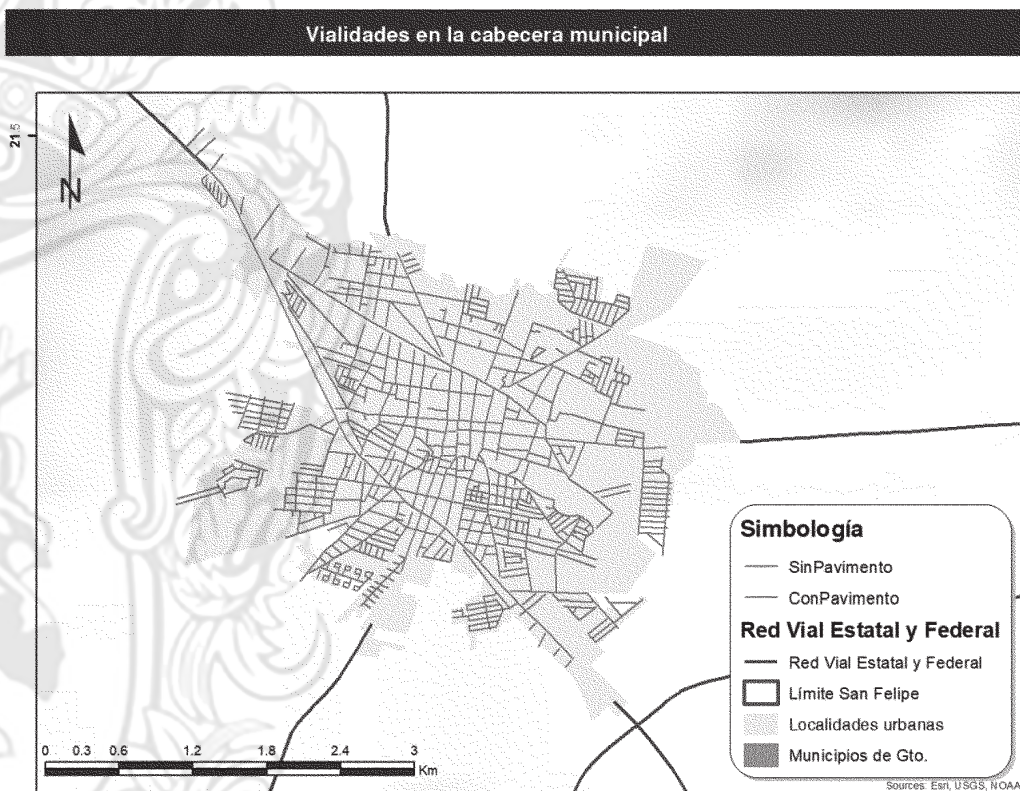 Vialidades en la cabecera municipal
21.5
N
Simbología
SinPavimento
ConPavimento
Red Vial Estatal y Federal
Red Vial Estatal y Federal
Límite San Felipe
Localidades urbanas
Municipios de Gto.
0 0.3 0.6 1.2 1.8 2.4 3
Km
Sources: Esri, USGS, NOAA